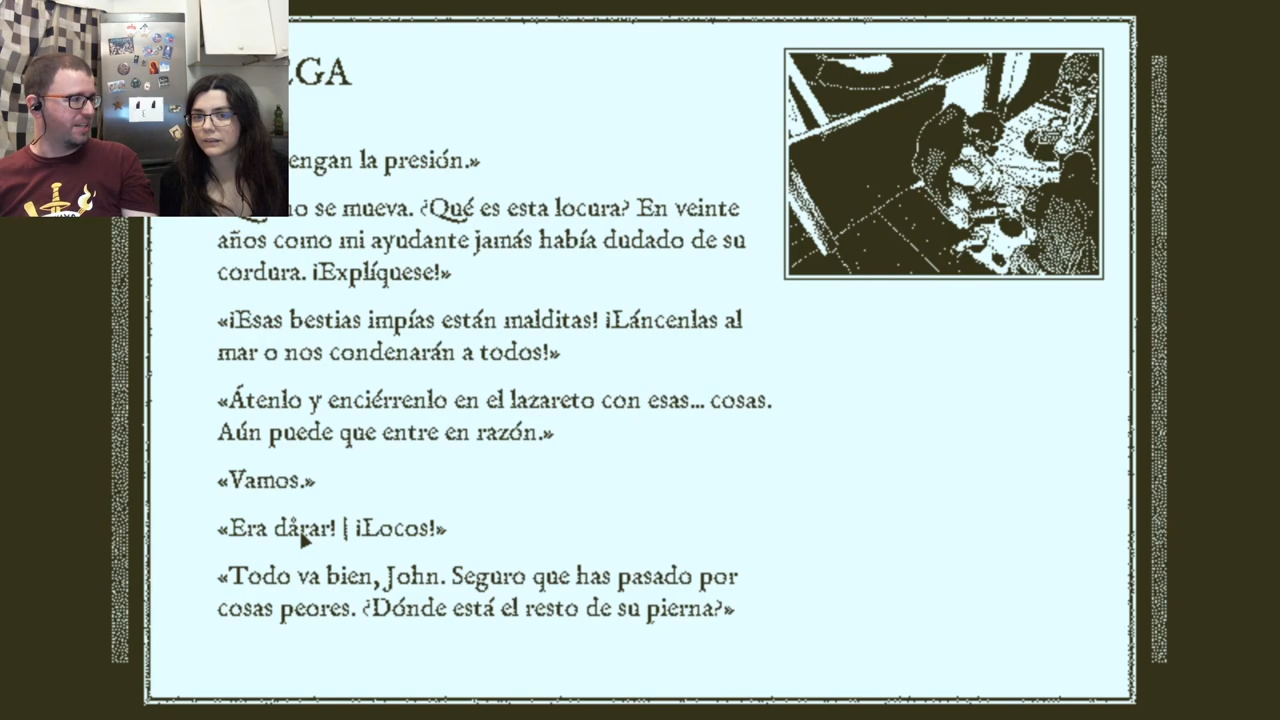 EGA
engan la presión.»
no se mueva. ¿Qué es esta locura? En veinte
años como mi ayudante jamás había dudado de su
cordura. ¡Explíquese!»
«¡Esas bestias impías están malditas! ¡Láncenlas al
mar o nos condenarán a todos!»
«Átenlo y enciérrenlo en el lazareto con esas... cosas.
Aún puede que entre en razón.»
«Vamos.»
«Era dårar! | ¡Locos!»
«Todo va bien, John. Seguro que has pasado por
cosas peores. ¿Dónde está el resto de su pierna?»